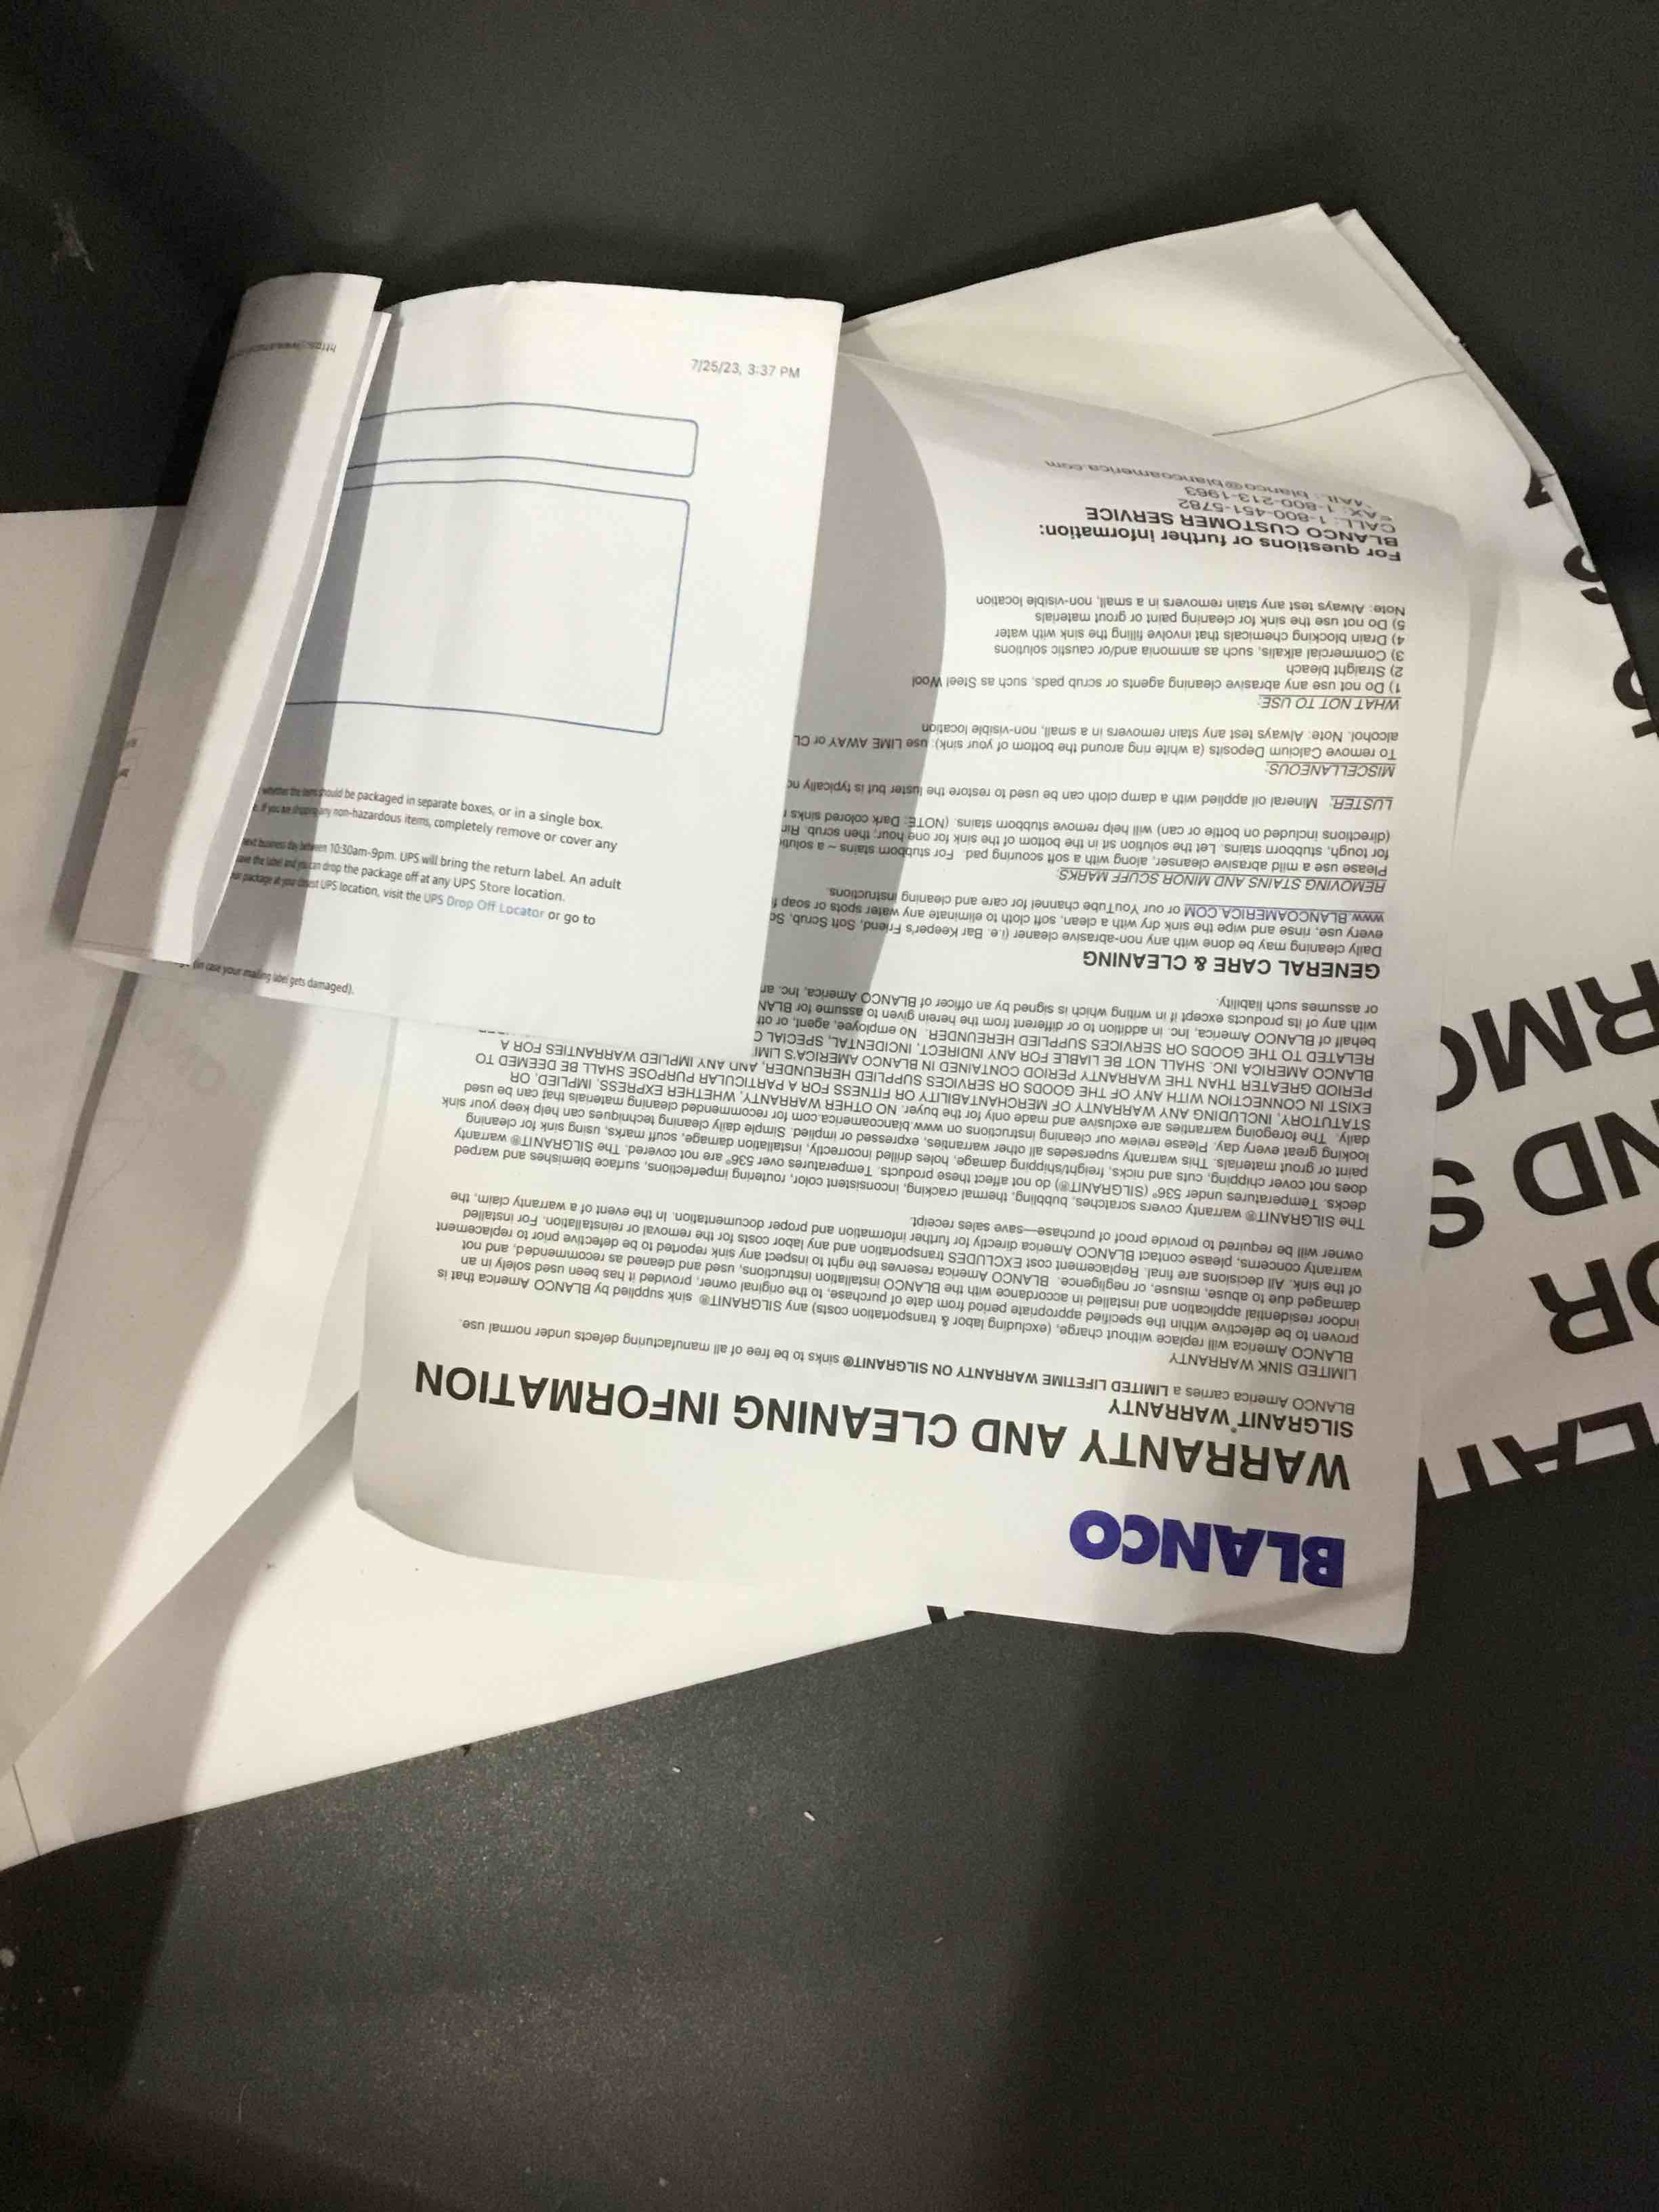 7/25/23, 3:37 PM
should be packaged in separate boxes, or in a single box.
any non-hazardous items, completely remove or cover any
next business day between 10:30am-9pm. UPS will bring the return label. An adult
the label and you can drop the package off at any UPS Store location.
package at your closest UPS location, visit the UPS Drop Off Locator or go to
(in case your mailing label gets damaged).
BLANCO
WARRANTY AND CLEANING INFORMATION
SILGRANIT® WARRANTY
BLANCO America carries a LIMITED LIFETIME WARRANTY ON SILGRANIT® sinks to be free of all manufacturing defects under normal use.
LIMITED SINK WARRANTY
BLANCO America will replace without charge, (excluding labor & transportation costs) any SILGRANIT® sink supplied by BLANCO America that is
proven to be defective within the specified appropriate period from date of purchase, to the original owner, provided it has been used solely in an
indoor residential application and installed in accordance with the BLANCO installation instructions, used and cleaned as recommended, and not
damaged due to abuse, misuse, or negligence. BLANCO America reserves the right to inspect any sink reported to be defective prior to replacement
of the sink. All decisions are final. Replacement cost EXCLUDES transportation and any labor costs for the removal or reinstallation. For installed
warranty concerns, please contact BLANCO America directly for further information and proper documentation. In the event of a warranty claim, the
owner will be required to provide proof of purchase—save sales receipt.
The SILGRANIT® warranty covers scratches, bubbling, thermal cracking, inconsistent color, routering imperfections, surface blemishes and warped
decks. Temperatures under 536° (SILGRANIT®) do not affect these products. Temperatures over 536° are not covered. The SILGRANIT® warranty
does not cover chipping, cuts and nicks, freight/shipping damage, holes drilled incorrectly, installation damage, scuff marks, using sink for cleaning
paint or grout materials. This warranty supersedes all other warranties, expressed or implied. Simple daily cleaning techniques can help keep your sink
looking great every day. Please review our cleaning instructions on www.blancoamerica.com for recommended cleaning materials that can be used
daily. The foregoing warranties are exclusive and made only for the buyer. NO OTHER WARRANTY, WHETHER EXPRESS, IMPLIED, OR
STATUTORY, INCLUDING ANY WARRANTY OF MERCHANTABILITY OR FITNESS FOR A PARTICULAR PURPOSE SHALL BE DEEMED TO
EXIST IN CONNECTION WITH ANY OF THE GOODS OR SERVICES SUPPLIED HEREUNDER, AND ANY IMPLIED WARRANTIES FOR A
PERIOD GREATER THAN THE WARRANTY PERIOD CONTAINED IN BLANCO AMERICA'S LIMI
BLANCO AMERICA INC. SHALL NOT BE LIABLE FOR ANY INDIRECT, INCIDENTAL, SPECIAL C
RELATED TO THE GOODS OR SERVICES SUPPLIED HEREUNDER. No employee, agent, or oth
behalf of BLANCO America, Inc. in addition to or different from the herein given to assume for BLAN
with any of its products except if in writing which is signed by an officer of BLANCO America, Inc. an
or assumes such liability.
GENERAL CARE & CLEANING
Daily cleaning may be done with any non-abrasive cleaner (i.e. Bar Keeper's Friend, Soft Scrub, Sc
every use, rinse and wipe the sink dry with a clean, soft cloth to eliminate any water spots or soap f
www.BLANCOAMERICA.COM or our YouTube channel for care and cleaning instructions.
REMOVING STAINS AND MINOR SCUFF MARKS:
Please use a mild abrasive cleanser, along with a soft scouring pad. For stubborn stains – a soluti
for tough, stubborn stains. Let the solution sit in the bottom of the sink for one hour; then scrub. Rin
(directions included on bottle or can) will help remove stubborn stains. (NOTE: Dark colored sinks
LUSTER: Mineral oil applied with a damp cloth can be used to restore the luster but is typically no
MISCELLANEOUS:
To remove Calcium Deposits (a white ring around the bottom of your sink): use LIME AWAY or CL
alcohol. Note: Always test any stain removers in a small, non-visible location
WHAT NOT TO USE:
1) Do not use any abrasive cleaning agents or scrub pads, such as Steel Wool
2) Straight bleach
3) Commercial alkalis, such as ammonia and/or caustic solutions
4) Drain blocking chemicals that involve filling the sink with water
5) Do not use the sink for cleaning paint or grout materials
Note: Always test any stain removers in a small, non-visible location
For questions or further information:
BLANCO CUSTOMER SERVICE
CALL: 1-800-451-5782
FAX: 1-800-213-1963
MAIL: blanco@blancoamerica.com
LAT
OR
ND S
RMO